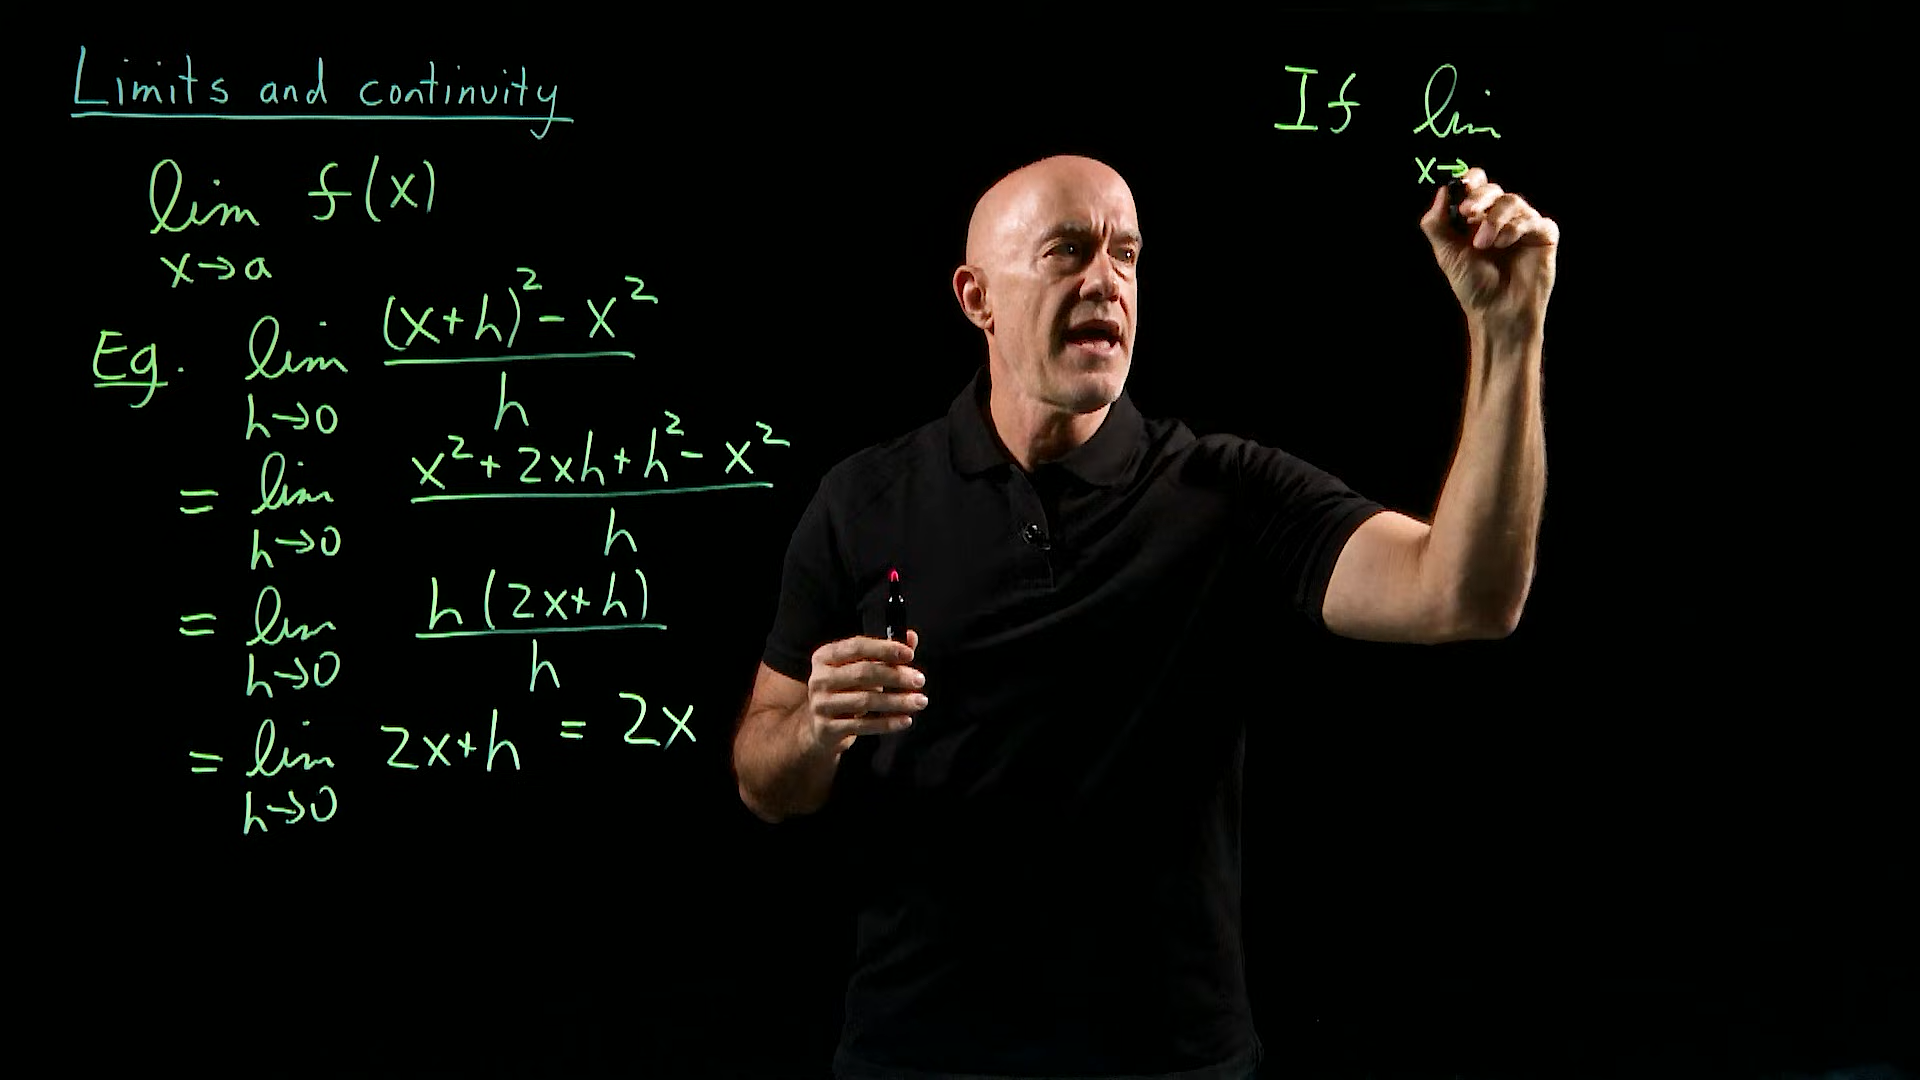 Limits and continuity
lim f(x)
x→a
Eg. lim (x+h)² - x²
h→0 h
= lim x² + 2xh + h² - x²
h→0 h
= lim h(2x+h)
h→0 h
= lim 2x+h = 2x
h→0
If lim
x→